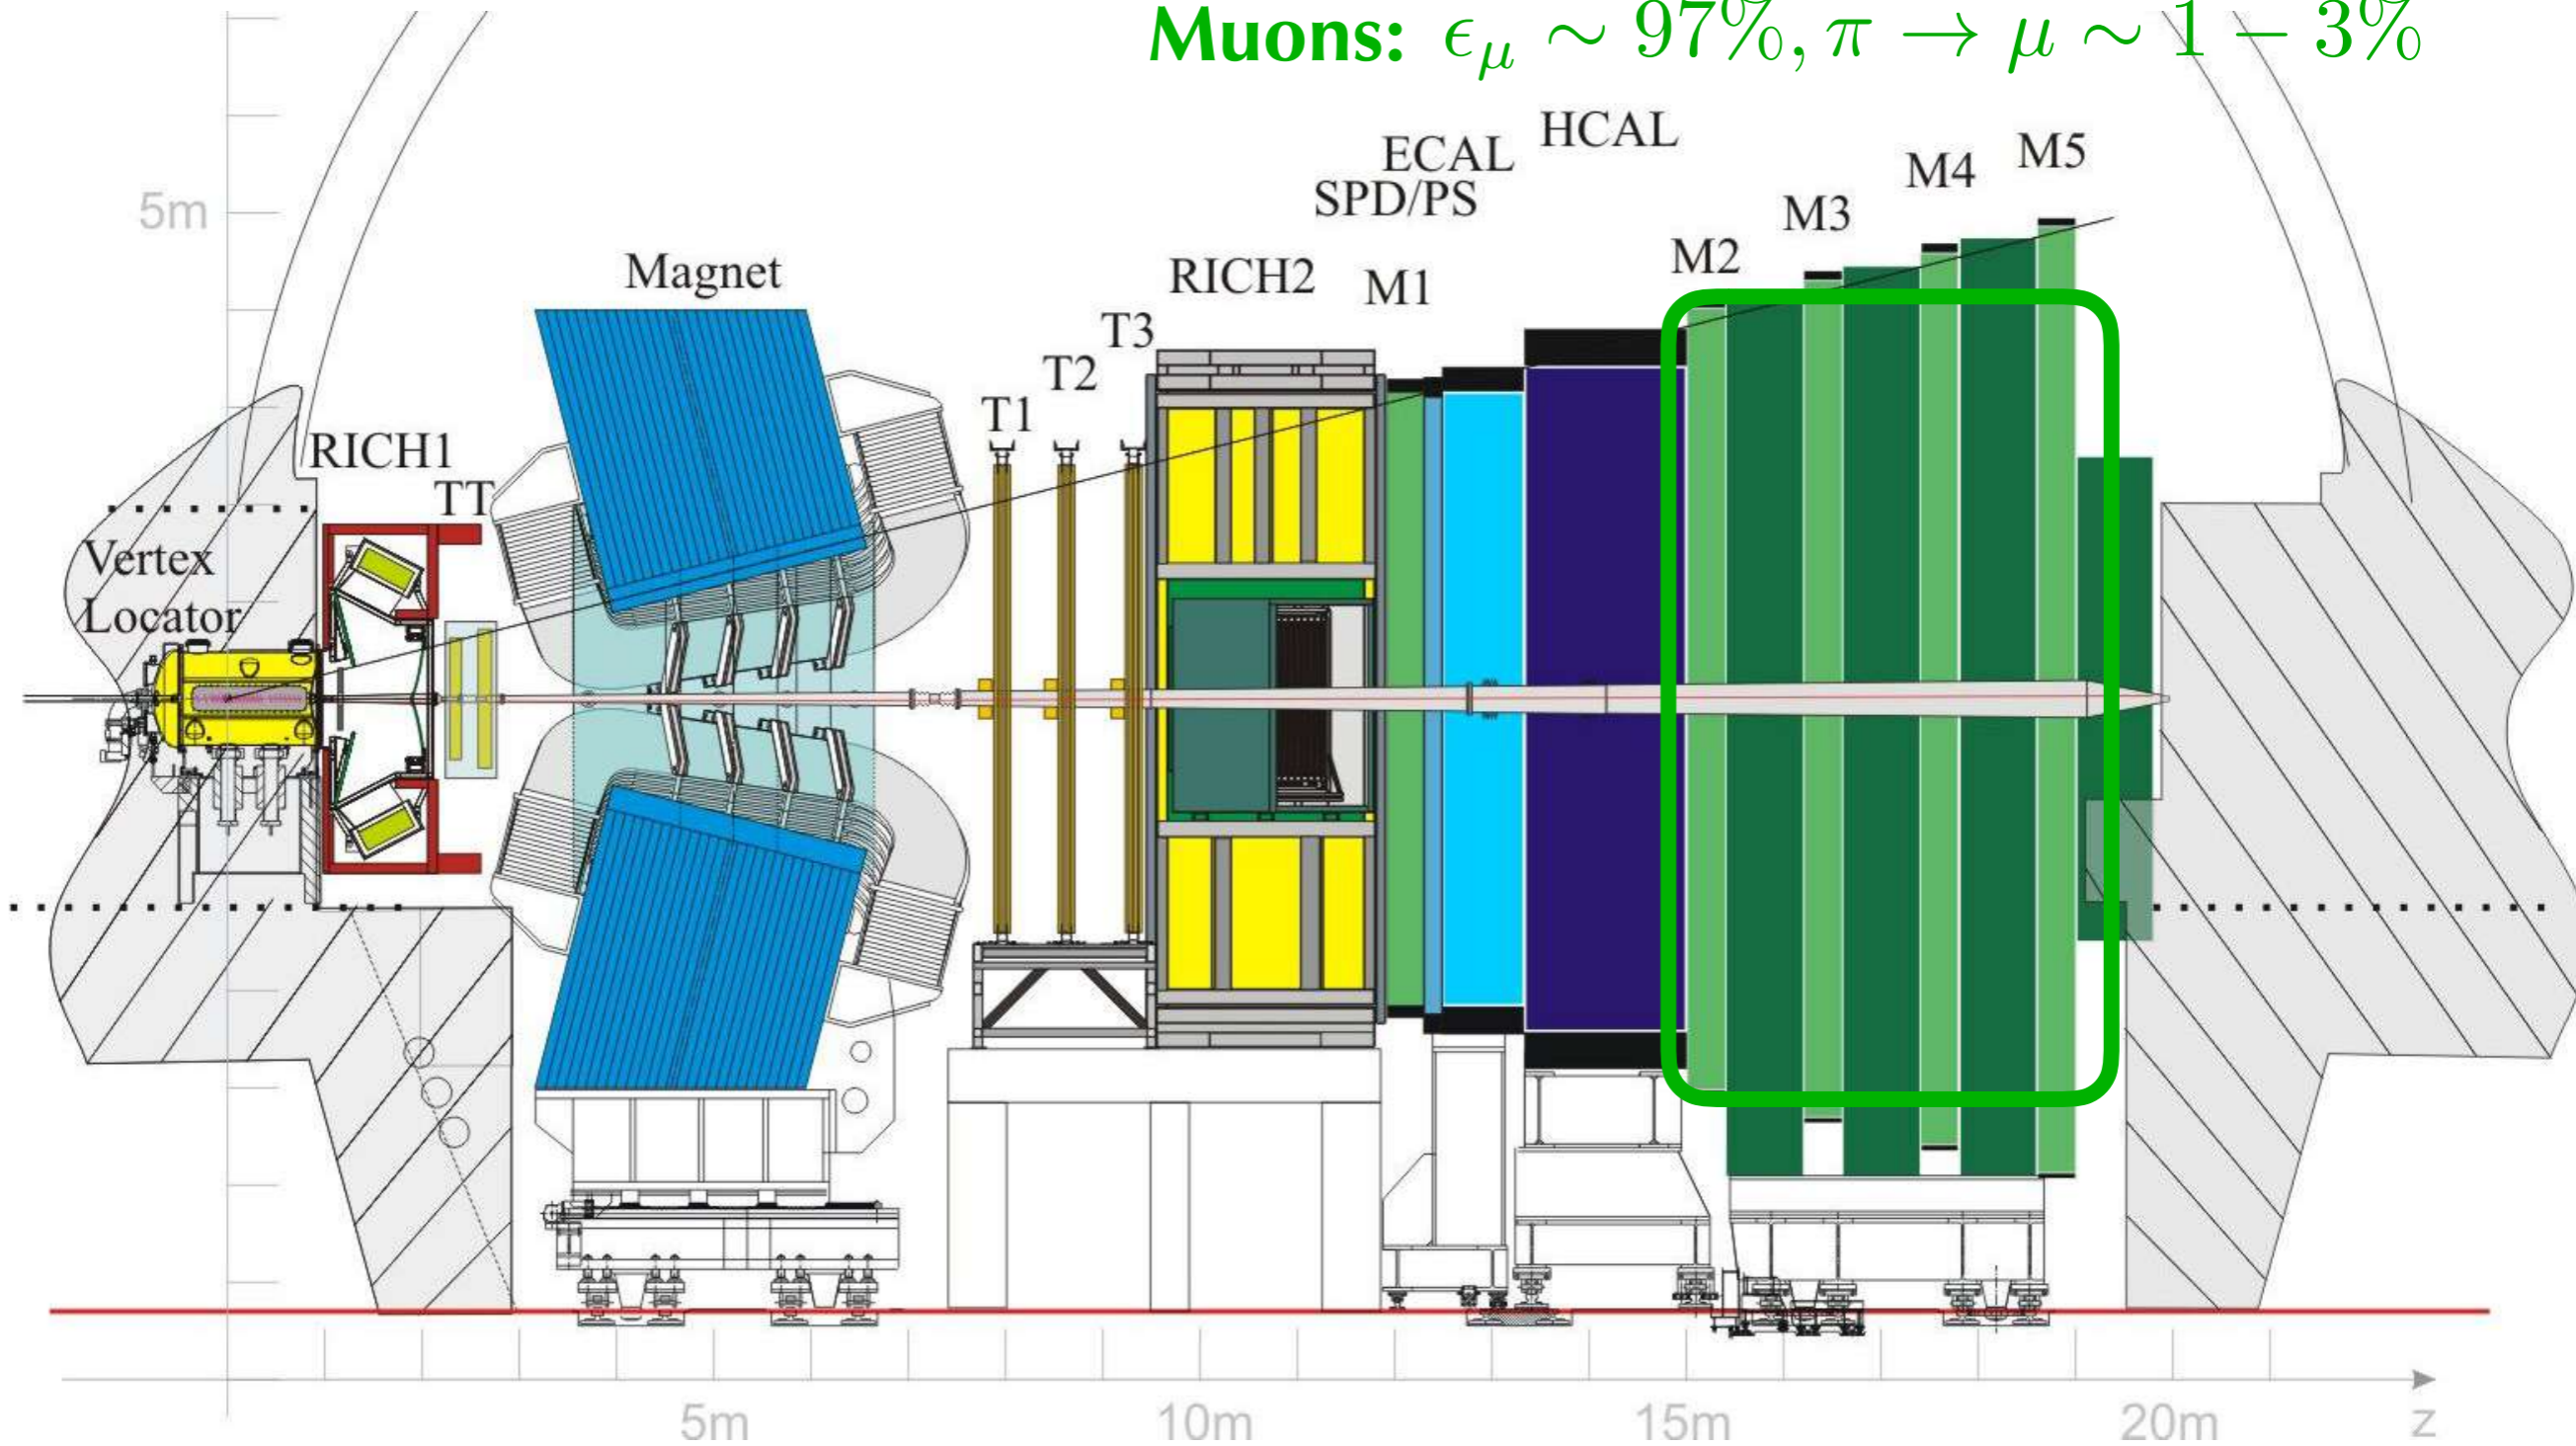 Muons: ϵ_μ ∼ 97%, π → μ ∼ 1 − 3%
HCAL
ECAL
SPD/PS
M5
M4
M3
M2
5m
Magnet
RICH2
M1
T3
T2
T1
RICH1
TT
Vertex
Locator
5m
10m
15m
20m
z